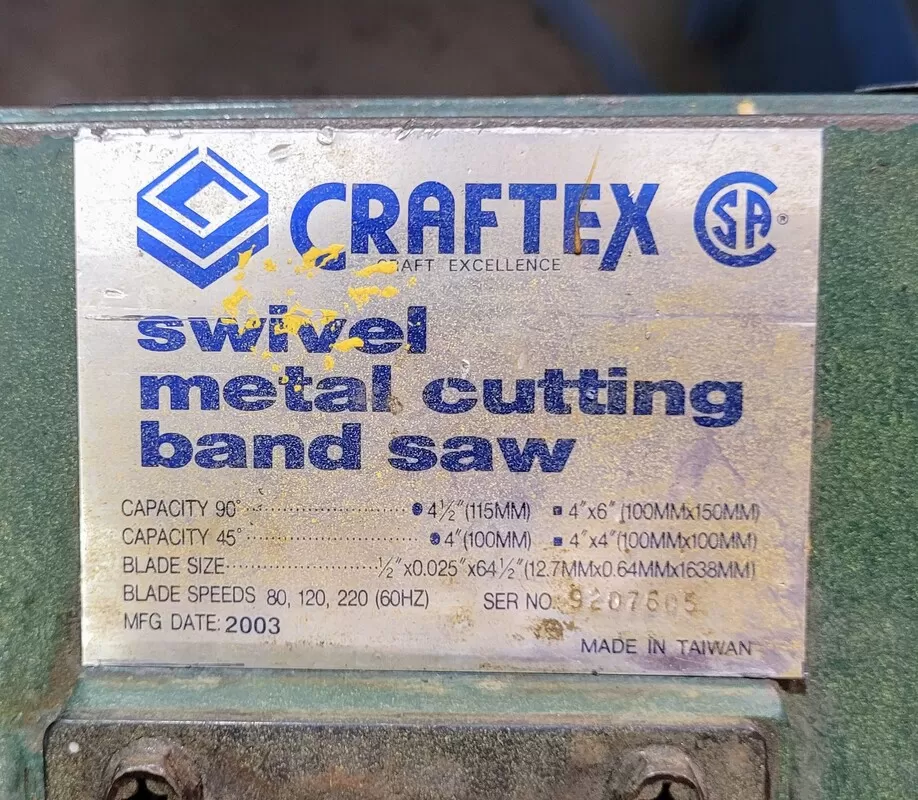 CRAFTEX SA®
CRAFT EXCELLENCE
swivel
metal cutting
band saw
CAPACITY 90° ........................ ● 4½"(115MM) ■ 4"x6"(100MMx150MM)
CAPACITY 45° ........................ ● 4"(100MM) ■ 4"x4"(100MMx100MM)
BLADE SIZE ........................ ½"x0.025"x64½"(12.7MMx0.64MMx1638MM)
BLADE SPEEDS 80, 120, 220 (60HZ) SER NO. 9207605
MFG DATE: 2003
MADE IN TAIWAN